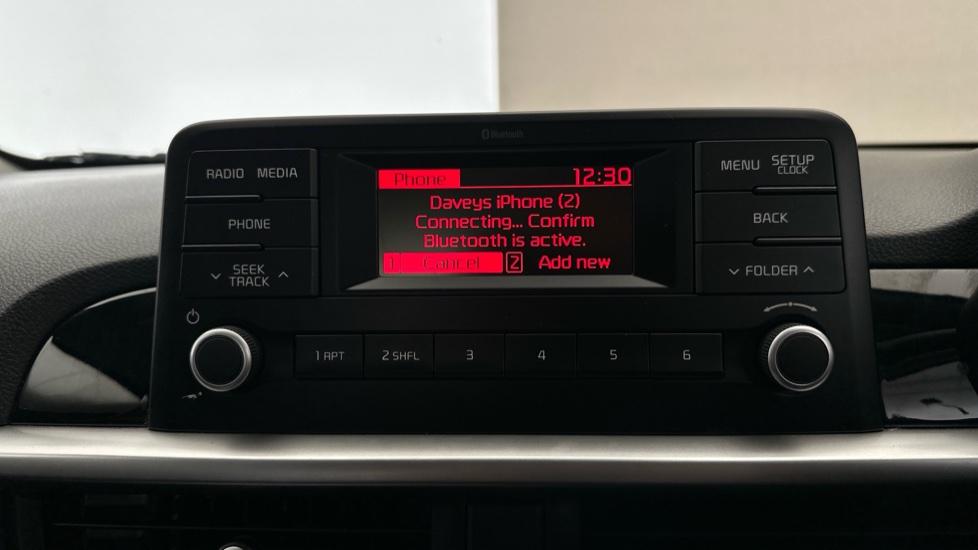 Bluetooth
RADIO MEDIA
PHONE
SEEK
TRACK
Phone 12:30
Daveys iPhone (2)
Connecting... Confirm
Bluetooth is active.
1 Cancel 2 Add new
MENU SETUP
CLOCK
BACK
FOLDER
1 RPT 2 SHFL 3 4 5 6